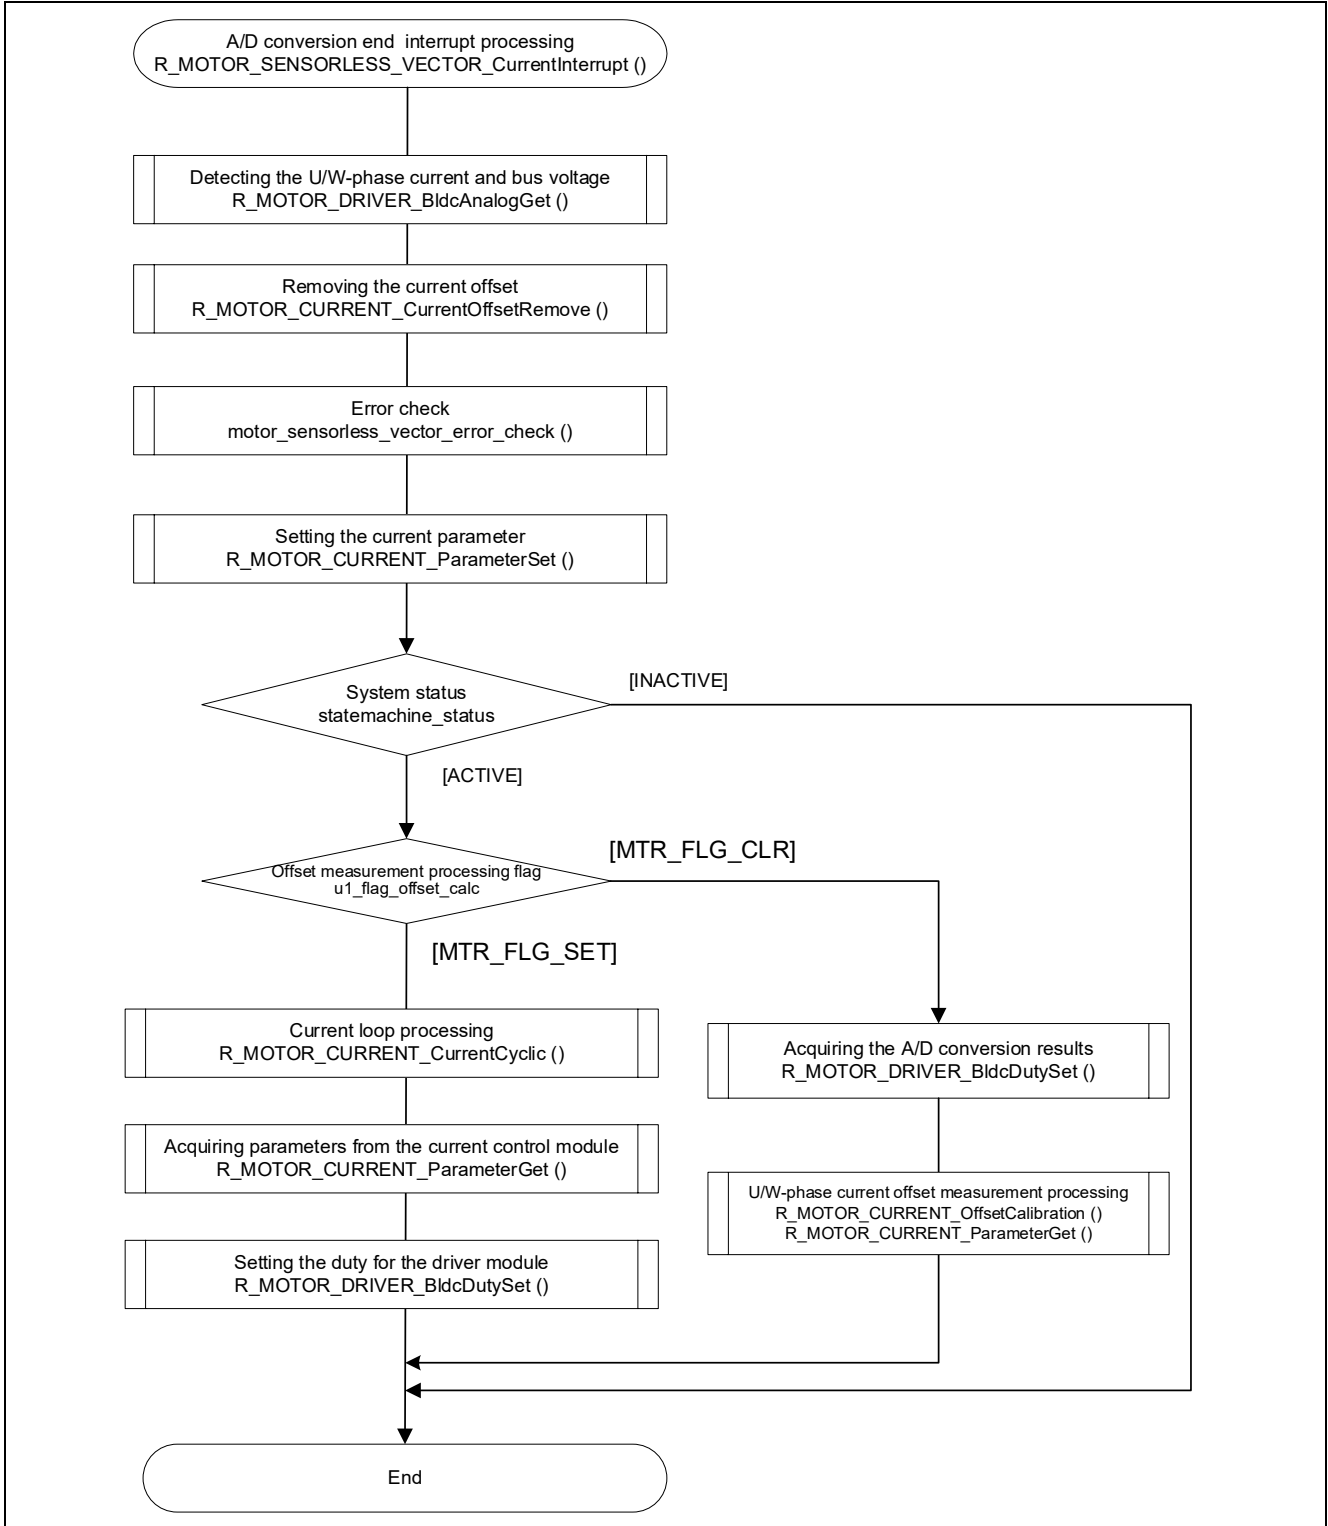 A/D conversion end  interrupt processing
R_MOTOR_SENSORLESS_VECTOR_CurrentInterrupt ()
Detecting the U/W-phase current and bus voltage
R_MOTOR_DRIVER_BldcAnalogGet ()
Removing the current offset
R_MOTOR_CURRENT_CurrentOffsetRemove ()
Error check
motor_sensorless_vector_error_check ()
Setting the current parameter
R_MOTOR_CURRENT_ParameterSet ()
System status
statemachine_status
[INACTIVE]
[ACTIVE]
Offset measurement processing flag
u1_flag_offset_calc
[MTR_FLG_CLR]
[MTR_FLG_SET]
Current loop processing
R_MOTOR_CURRENT_CurrentCyclic ()
Acquiring parameters from the current control module
R_MOTOR_CURRENT_ParameterGet ()
Setting the duty for the driver module
R_MOTOR_DRIVER_BldcDutySet ()
Acquiring the A/D conversion results
R_MOTOR_DRIVER_BldcDutySet ()
U/W-phase current offset measurement processing
R_MOTOR_CURRENT_OffsetCalibration ()
R_MOTOR_CURRENT_ParameterGet ()
End